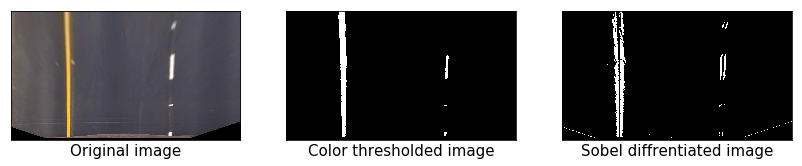 Original image
Color thresholded image
Sobel diffrentiated image